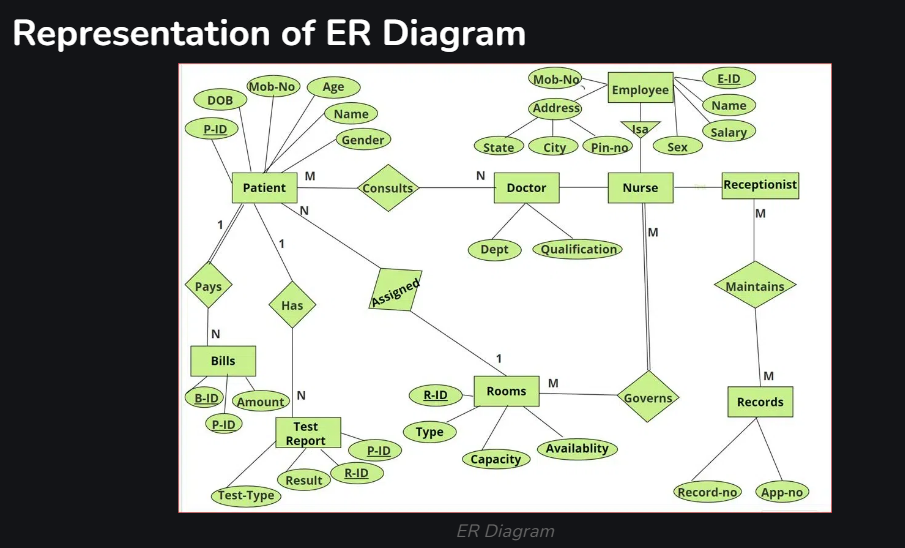 Representation of ER Diagram
Mob-No
Age
DOB
Name
P-ID
Gender
Mob-No
Employee
E-ID
Address
Name
Isa
Salary
State
City
Pin-no
Sex
Patient
M
Consults
N
Doctor
Nurse
Receptionist
N
M
1
M
1
Dept
Qualification
Pays
Has
Assigned
Maintains
N
Bills
1
M
M
Rooms
Governs
Records
B-ID
Amount
N
R-ID
P-ID
Type
Test
Report
Availablity
P-ID
Capacity
R-ID
Result
Test-Type
Record-no
App-no
ER Diagram